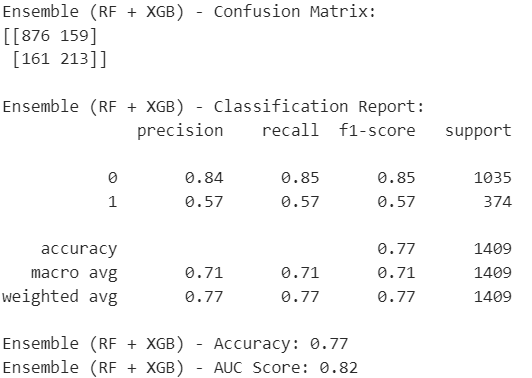 Ensemble (RF + XGB) - Confusion Matrix:
[[876 159]
 [161 213]]
Ensemble (RF + XGB) - Classification Report:
precision recall f1-score support
0 0.84 0.85 0.85 1035
1 0.57 0.57 0.57 374
accuracy 0.77 1409
macro avg 0.71 0.71 0.71 1409
weighted avg 0.77 0.77 0.77 1409
Ensemble (RF + XGB) - Accuracy: 0.77
Ensemble (RF + XGB) - AUC Score: 0.82